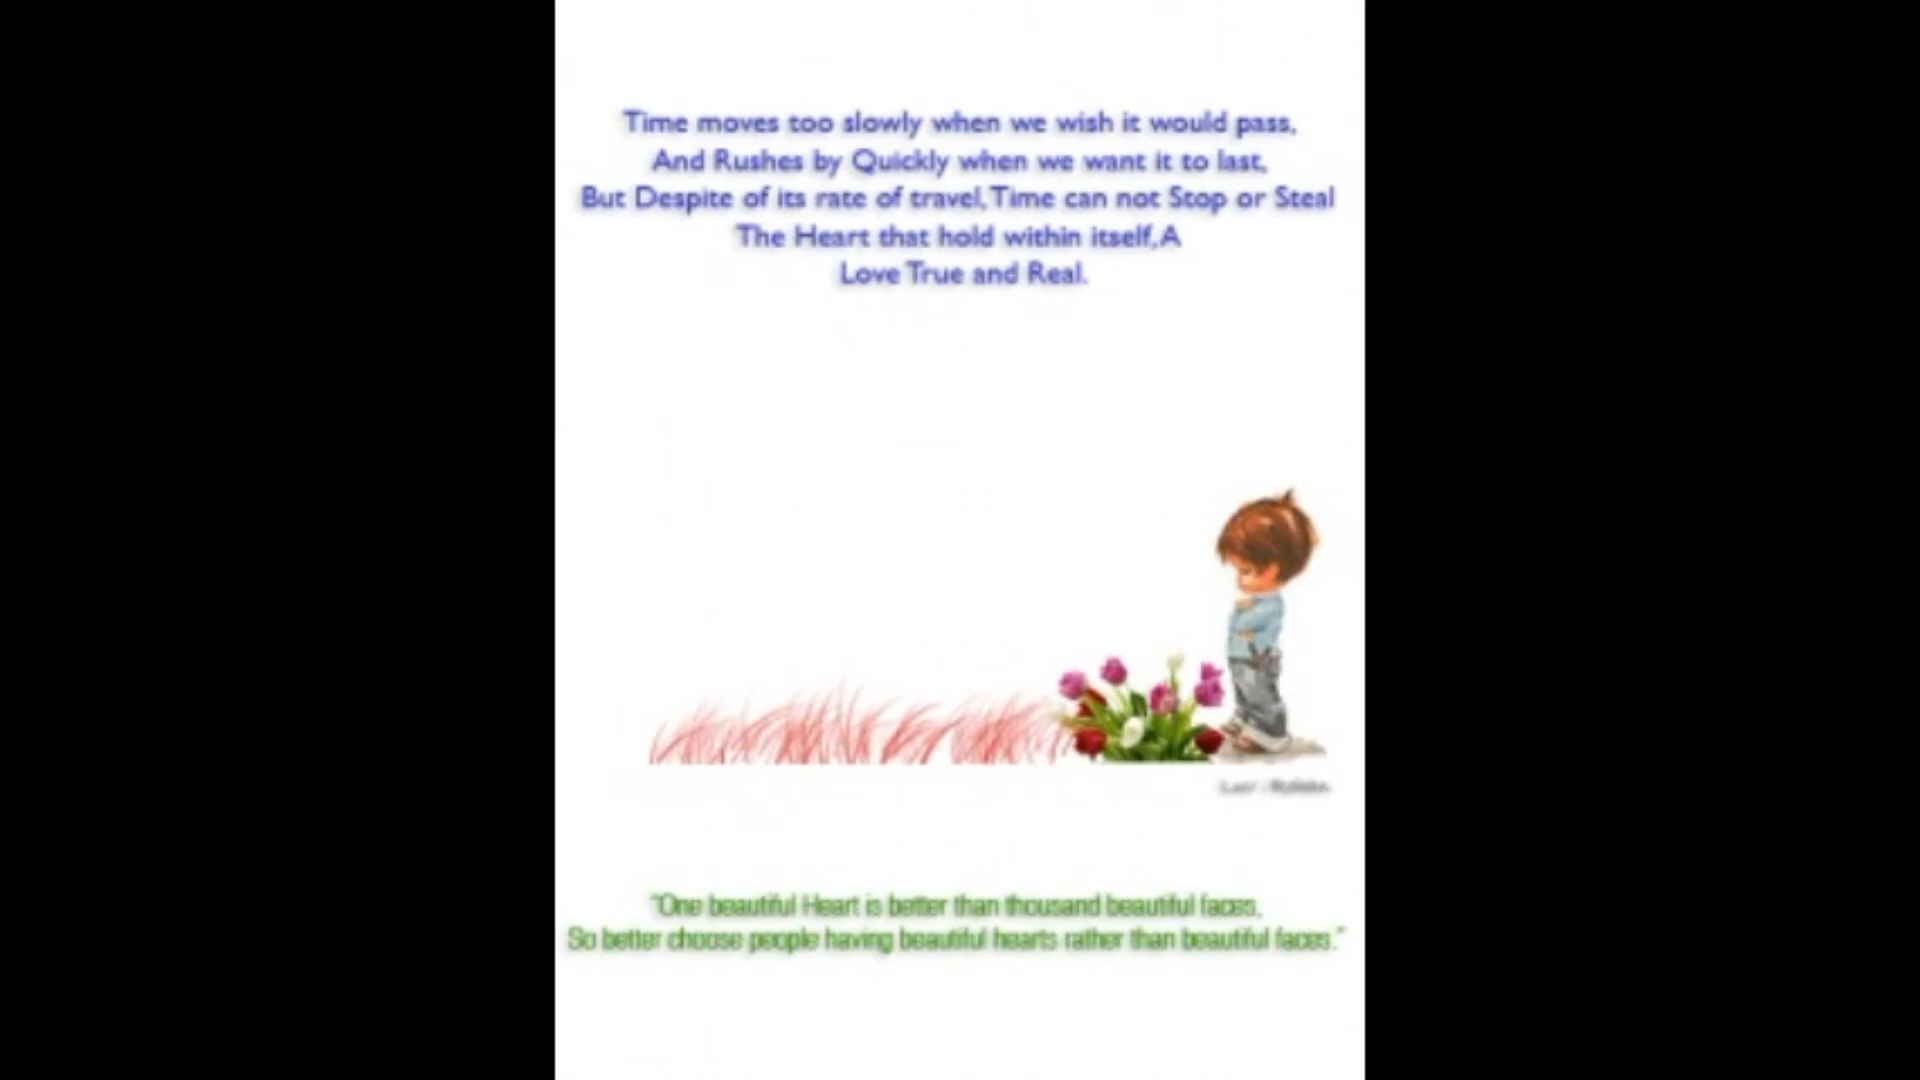 Time moves too slowly when we wish it would pass,
And Rushes by Quickly when we want it to last,
But Despite of its rate of travel, Time can not Stop or Steal
The Heart that hold within itself, A
Love True and Real.
"One beautiful Heart is better than thousand beautiful faces,
So better choose people having beautiful hearts rather than beautiful faces."